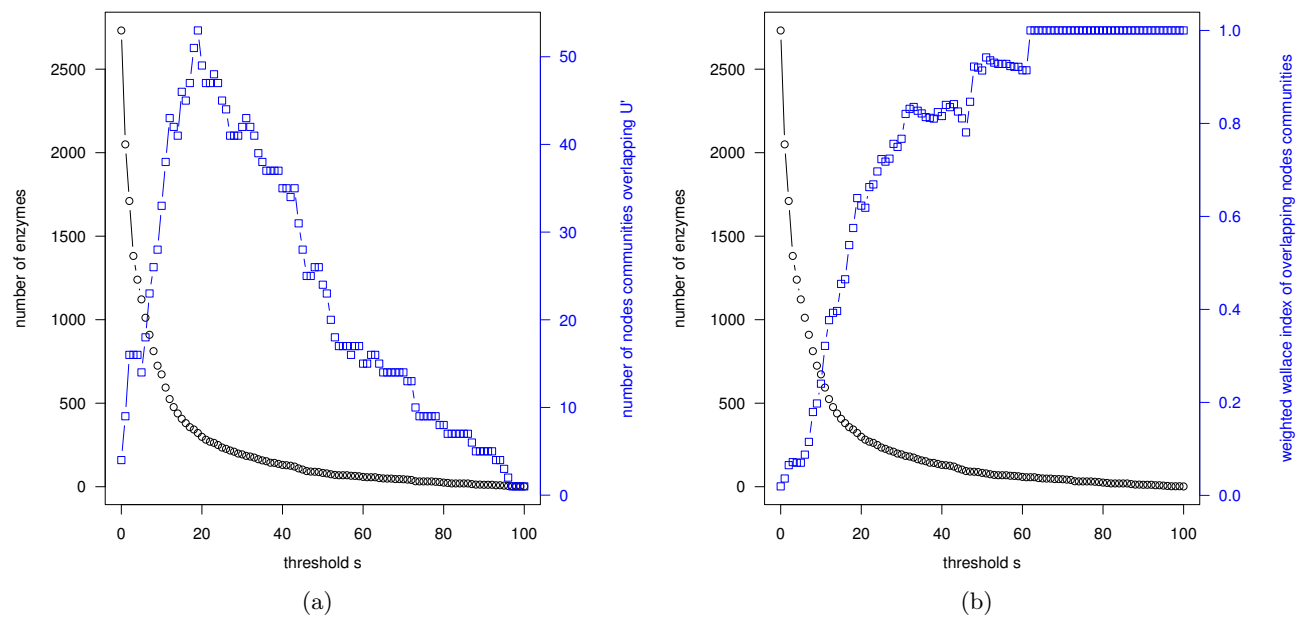 2500
2000
1500
1000
500
0
number of enzymes
0 20 40 60 80 100
threshold s
50
40
30
20
10
0
number of nodes communities overlapping U'
(a)
2500
2000
1500
1000
500
0
number of enzymes
0 20 40 60 80 100
threshold s
1.0
0.8
0.6
0.4
0.2
0.0
weighted wallace index of overlapping nodes communities
(b)